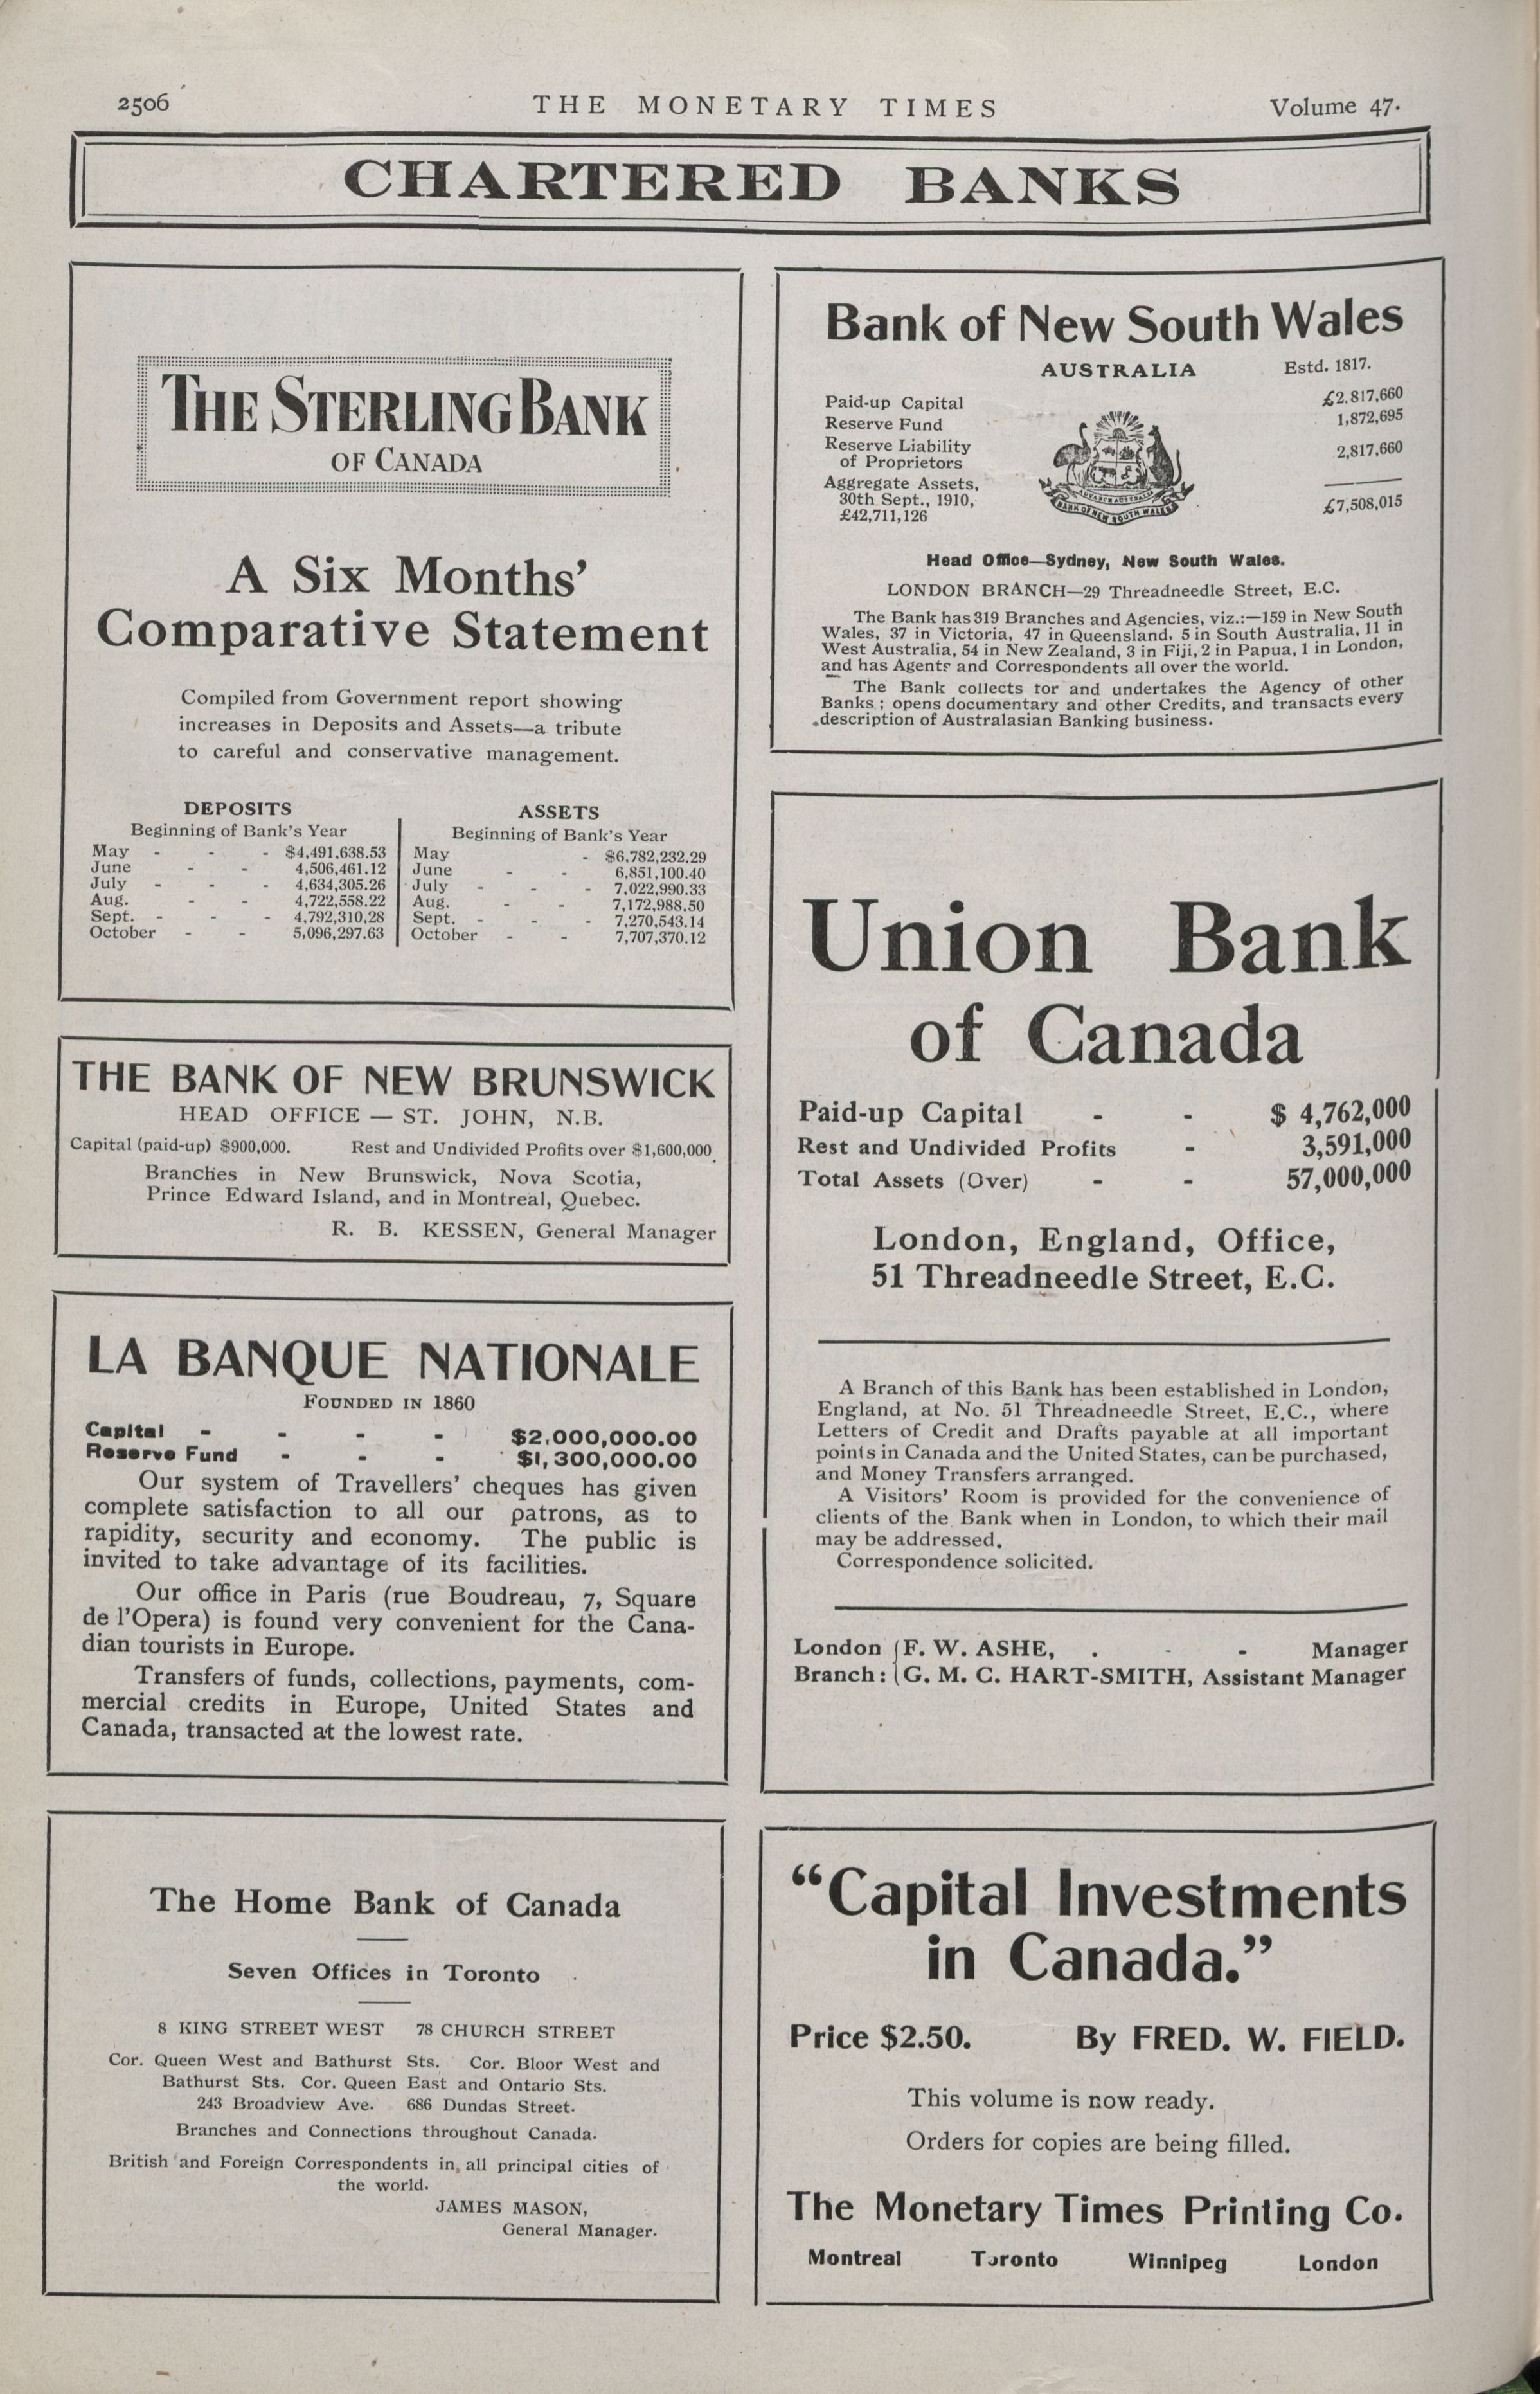 2506
THE MONETARY TIMES
Volume 47.
CHARTERED BANKS
THE STERLING BANK
OF CANADA
A Six Months'
Comparative Statement
Compiled from Government report showing
increases in Deposits and Assets—a tribute
to careful and conservative management.
DEPOSITS
Beginning of Bank's Year
May - - - $4,491,638.53
June - - 4,506,461.12
July - - - 4,634,305.26
Aug. - - 4,722,558.22
Sept. - - - 4,792,310,28
October - - 5,096,297.63
ASSETS
Beginning of Bank's Year
May - $6,782,232.29
June - - 6,851,100.40
July - - - 7,022,990.33
Aug. - - 7,172,988.50
Sept. - - - 7,270,543.14
October - - 7,707,370.12
THE BANK OF NEW BRUNSWICK
HEAD OFFICE — ST. JOHN, N.B.
Capital (paid-up) $900,000. Rest and Undivided Profits over $1,600,000.
Branches in New Brunswick, Nova Scotia,
Prince Edward Island, and in Montreal, Quebec.
R. B. KESSEN, General Manager
LA BANQUE NATIONALE
FOUNDED IN 1860
Capital - - - - $2,000,000.00
Reserve Fund - - - $1,300,000.00
Our system of Travellers' cheques has given
complete satisfaction to all our patrons, as to
rapidity, security and economy. The public is
invited to take advantage of its facilities.
Our office in Paris (rue Boudreau, 7, Square
de l'Opera) is found very convenient for the Cana-
dian tourists in Europe.
Transfers of funds, collections, payments, com-
mercial credits in Europe, United States and
Canada, transacted at the lowest rate.
The Home Bank of Canada
Seven Offices in Toronto
8 KING STREET WEST 78 CHURCH STREET
Cor. Queen West and Bathurst Sts. Cor. Bloor West and
Bathurst Sts. Cor. Queen East and Ontario Sts.
243 Broadview Ave. 686 Dundas Street.
Branches and Connections throughout Canada.
British and Foreign Correspondents in all principal cities of
the world.
JAMES MASON,
General Manager.
Bank of New South Wales
AUSTRALIA Estd. 1817.
Paid-up Capital £2,817,660
Reserve Fund 1,872,695
Reserve Liability
of Proprietors 2,817,660
Aggregate Assets,
30th Sept., 1910, £7,508,015
£42,711,126
ADVANCE AUSTRALIA
BANK OF NEW SOUTH WALES
Head Office—Sydney, New South Wales.
LONDON BRANCH—29 Threadneedle Street, E.C.
The Bank has 319 Branches and Agencies, viz.:—159 in New South
Wales, 37 in Victoria, 47 in Queensland, 5 in South Australia, 11 in
West Australia, 54 in New Zealand, 3 in Fiji, 2 in Papua, 1 in London,
and has Agents and Correspondents all over the world.
The Bank collects for and undertakes the Agency of other
Banks; opens documentary and other Credits, and transacts every
description of Australasian Banking business.
Union Bank
of Canada
Paid-up Capital - - $ 4,762,000
Rest and Undivided Profits - 3,591,000
Total Assets (Over) - - 57,000,000
London, England, Office,
51 Threadneedle Street, E.C.
A Branch of this Bank has been established in London,
England, at No. 51 Threadneedle Street, E.C., where
Letters of Credit and Drafts payable at all important
points in Canada and the United States, can be purchased,
and Money Transfers arranged.
A Visitors' Room is provided for the convenience of
clients of the Bank when in London, to which their mail
may be addressed.
Correspondence solicited.
London { F. W. ASHE, . - - Manager
Branch: { G. M. C. HART-SMITH, Assistant Manager
"Capital Investments
in Canada."
Price $2.50. By FRED. W. FIELD.
This volume is now ready.
Orders for copies are being filled.
The Monetary Times Printing Co.
Montreal Toronto Winnipeg London